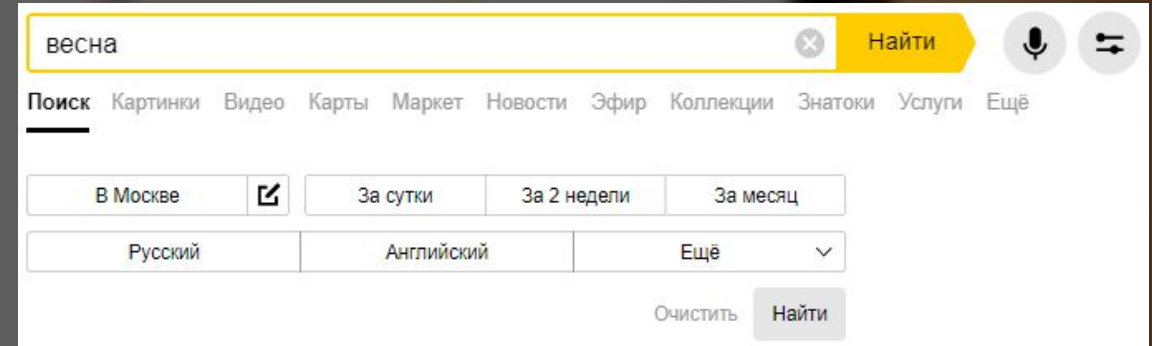 весна Найти
Поиск Картинки Видео Карты Маркет Новости Эфир Коллекции Знатоки Услуги Ещё
В Москве За сутки За 2 недели За месяц
Русский Английский Ещё
Очистить Найти